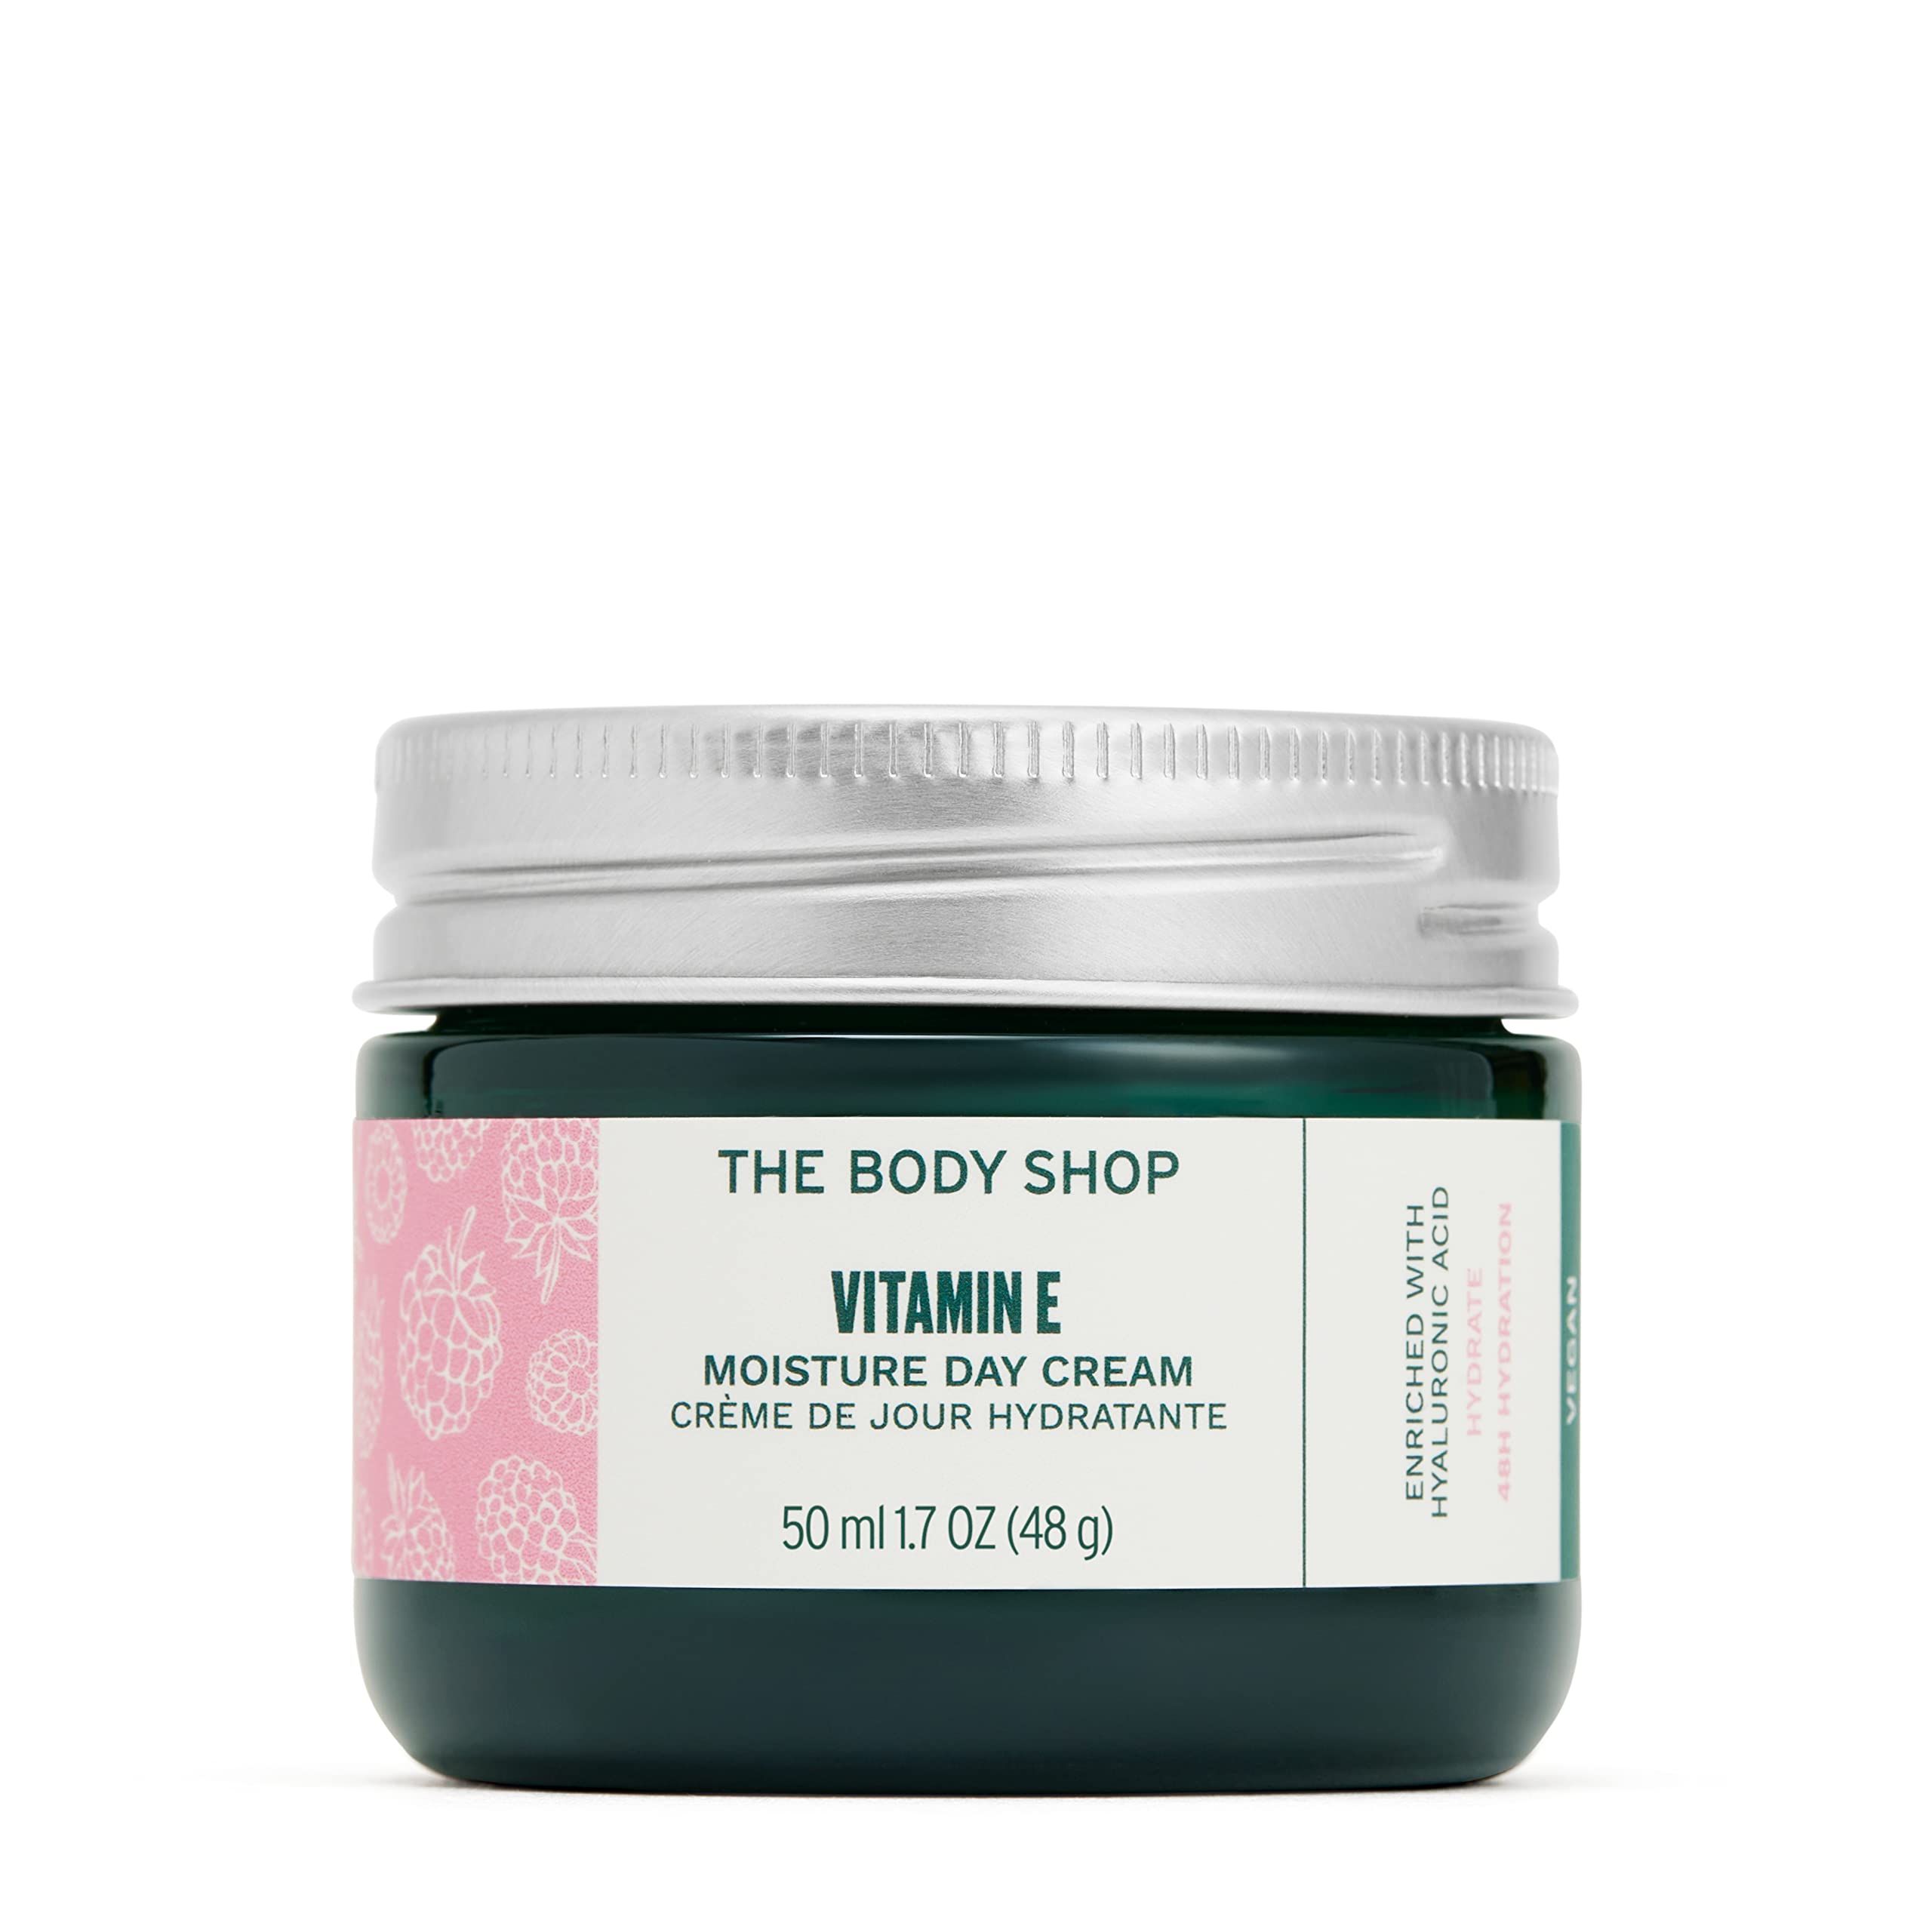 THE BODY SHOP
VITAMIN E
MOISTURE DAY CREAM
CRÈME DE JOUR HYDRATANTE
50 ml 1.7 OZ (48 g)
ENRICHED WITH
HYALURONIC ACID
HYDRATE
48H HYDRATION
VEGAN